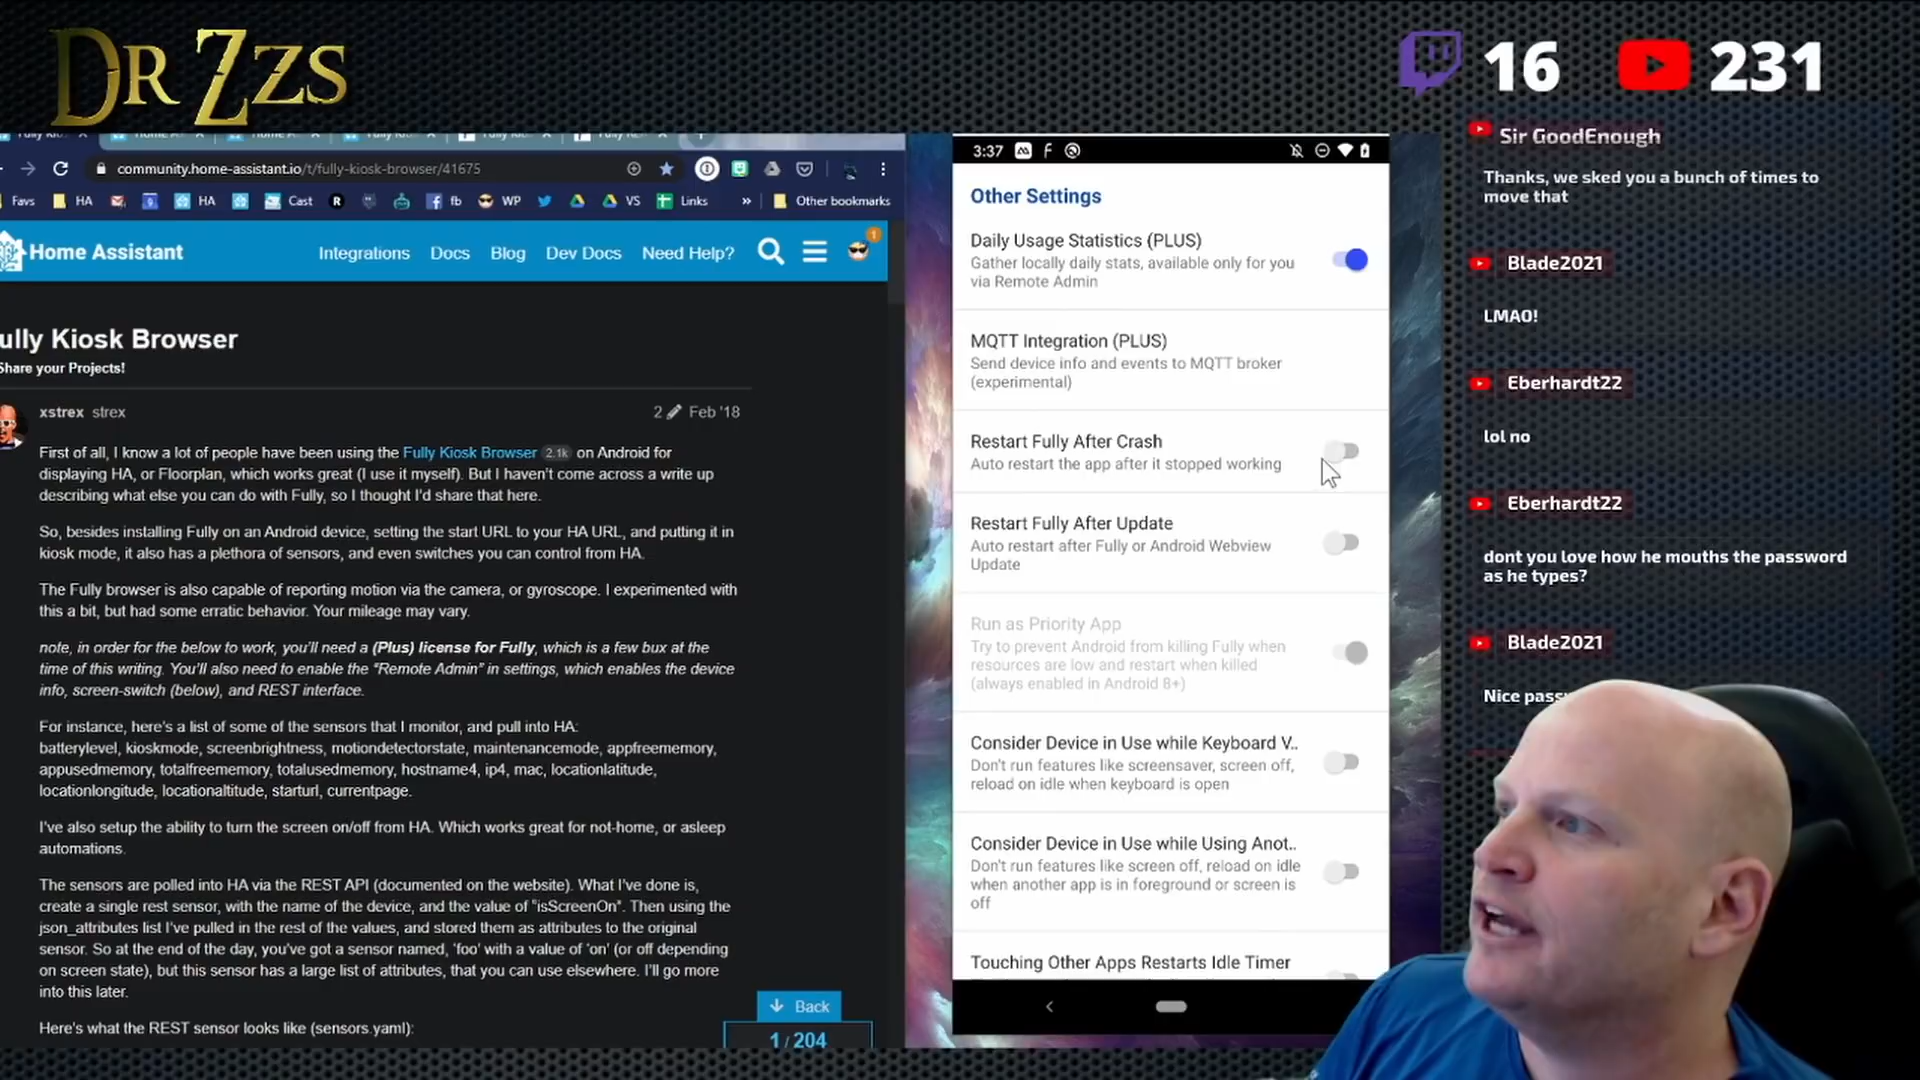 DR ZZS
16
231
community.home-assistant.io/t/fully-kiosk-browser/41675
Favs
HA
HA
Cast
R
fb
WP
VS
Links
»
Other bookmarks
Home Assistant
Integrations
Docs
Blog
Dev Docs
Need Help?
1
ully Kiosk Browser
Share your Projects!
xstrex strex
2
Feb '18
First of all, I know a lot of people have been using the Fully Kiosk Browser 2.1k on Android for
displaying HA, or Floorplan, which works great (I use it myself). But I haven't come across a write up
describing what else you can do with Fully, so I thought I'd share that here.
So, besides installing Fully on an Android device, setting the start URL to your HA URL, and putting it in
kiosk mode, it also has a plethora of sensors, and even switches you can control from HA.
The Fully browser is also capable of reporting motion via the camera, or gyroscope. I experimented with
this a bit, but had some erratic behavior. Your mileage may vary.
note, in order for the below to work, you'll need a (Plus) license for Fully, which is a few bux at the
time of this writing. You'll also need to enable the "Remote Admin" in settings, which enables the device
info, screen-switch (below), and REST interface.
For instance, here's a list of some of the sensors that I monitor, and pull into HA:
batterylevel, kioskmode, screenbrightness, motiondetectorstate, maintenancemode, appfreememory,
appusedmemory, totalfreememory, totalusedmemory, hostname4, ip4, mac, locationlatitude,
locationlongitude, locationaltitude, starturl, currentpage.
I've also setup the ability to turn the screen on/off from HA. Which works great for not-home, or asleep
automations.
The sensors are polled into HA via the REST API (documented on the website). What I've done is,
create a single rest sensor, with the name of the device, and the value of "isScreenOn". Then using the
json_attributes list I've pulled in the rest of the values, and stored them as attributes to the original
sensor. So at the end of the day, you've got a sensor named, 'foo' with a value of 'on' (or off depending
on screen state), but this sensor has a large list of attributes, that you can use elsewhere. I'll go more
into this later.
Here's what the REST sensor looks like (sensors.yaml):
Back
1 / 204
3:37
Other Settings
Daily Usage Statistics (PLUS)
Gather locally daily stats, available only for you
via Remote Admin
MQTT Integration (PLUS)
Send device info and events to MQTT broker
(experimental)
Restart Fully After Crash
Auto restart the app after it stopped working
Restart Fully After Update
Auto restart after Fully or Android Webview
Update
Run as Priority App
Try to prevent Android from killing Fully when
resources are low and restart when killed
(always enabled in Android 8+)
Consider Device in Use while Keyboard V..
Don't run features like screensaver, screen off,
reload on idle when keyboard is open
Consider Device in Use while Using Anot..
Don't run features like screen off, reload on idle
when another app is in foreground or screen is
off
Touching Other Apps Restarts Idle Timer
Sir GoodEnough
Thanks, we sked you a bunch of times to
move that
Blade2021
LMAO!
Eberhardt22
lol no
Eberhardt22
dont you love how he mouths the password
as he types?
Blade2021
Nice pass